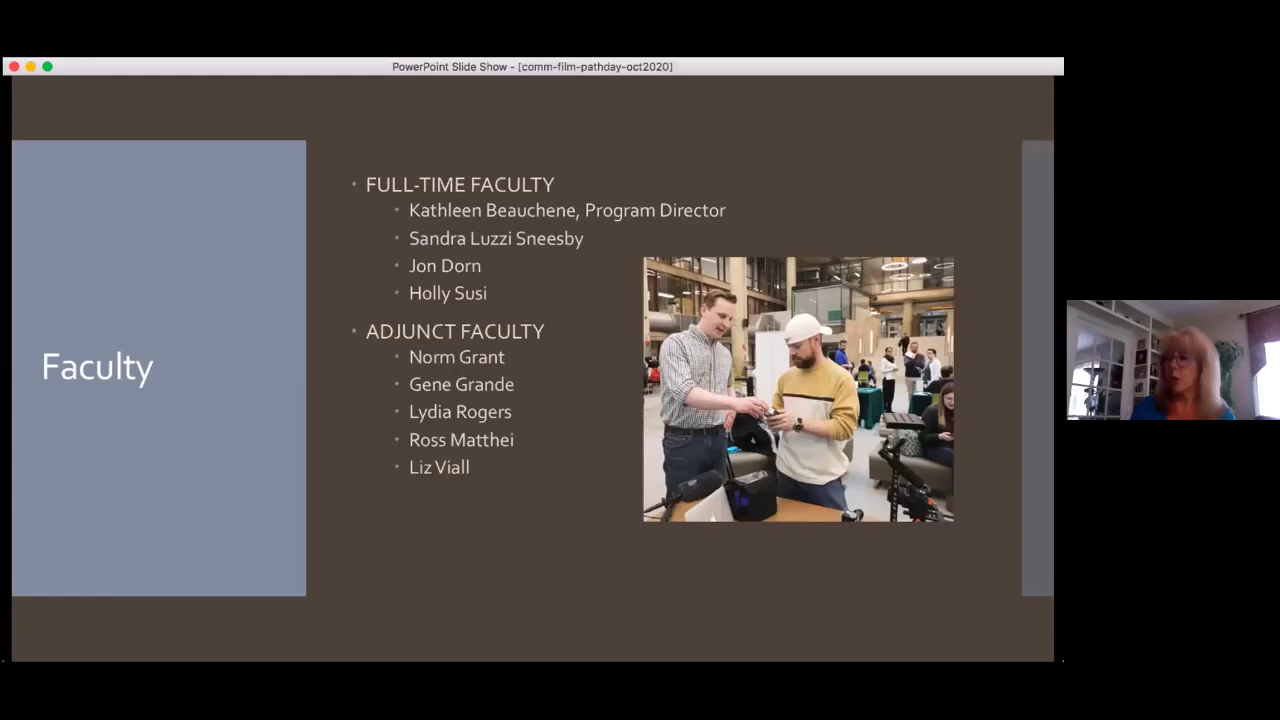 PowerPoint Slide Show - [comm-film-pathday-oct2020]
Faculty
FULL-TIME FACULTY
Kathleen Beauchene, Program Director
Sandra Luzzi Sneesby
Jon Dorn
Holly Susi
ADJUNCT FACULTY
Norm Grant
Gene Grande
Lydia Rogers
Ross Matthei
Liz Viall